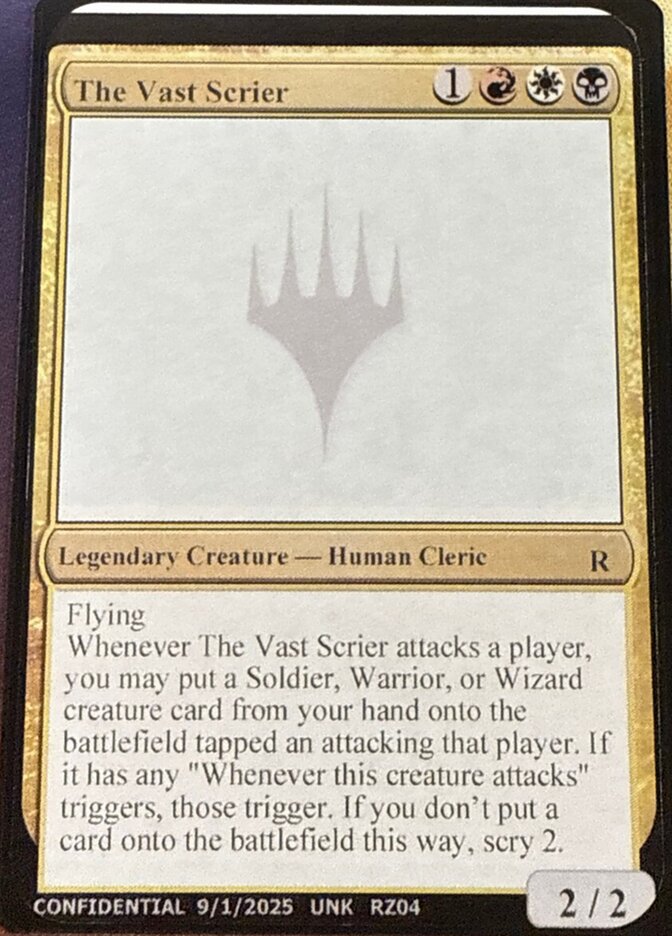 The Vast Scrier 1
Legendary Creature — Human Cleric R
Flying
Whenever The Vast Scrier attacks a player,
you may put a Soldier, Warrior, or Wizard
creature card from your hand onto the
battlefield tapped an attacking that player. If
it has any "Whenever this creature attacks"
triggers, those trigger. If you don't put a
card onto the battlefield this way, scry 2.
2 / 2
CONFIDENTIAL 9/1/2025 UNK RZ04